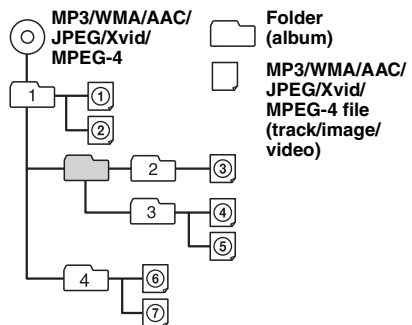 MP3/WMA/AAC/
JPEG/Xvid/
MPEG-4
Folder
(album)
MP3/WMA/AAC/
JPEG/Xvid/
MPEG-4 file
(track/image/
video)
1
①
②
2
③
3
④
⑤
4
⑥
⑦